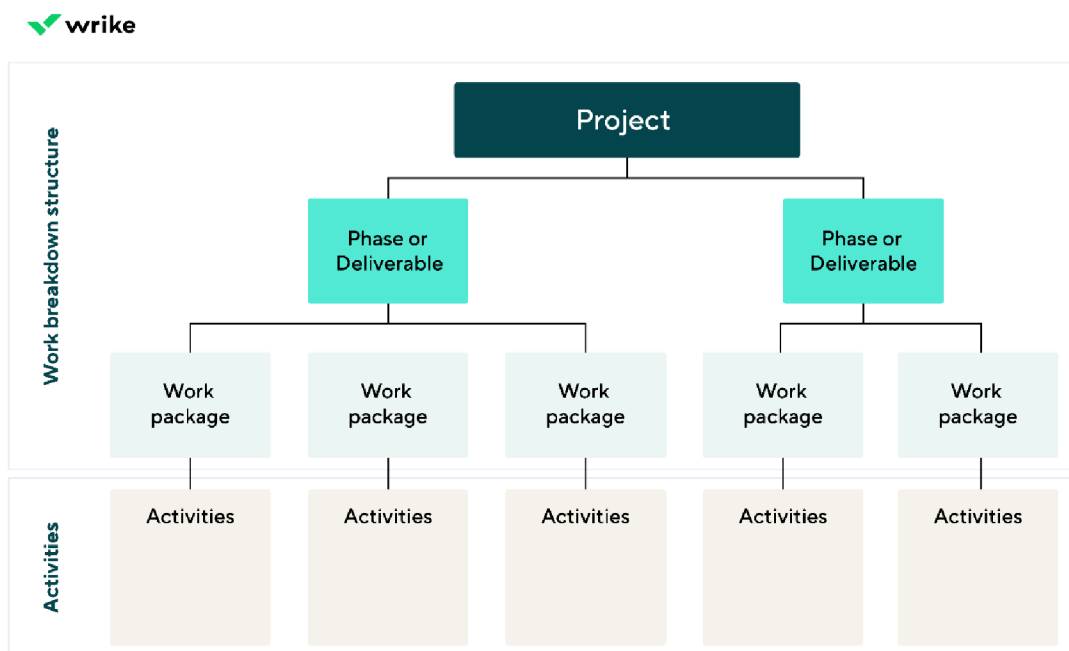 wrike
Work breakdown structure
Project
Phase or
Deliverable
Phase or
Deliverable
Work
package
Work
package
Work
package
Work
package
Work
package
Activities
Activities
Activities
Activities
Activities
Activities